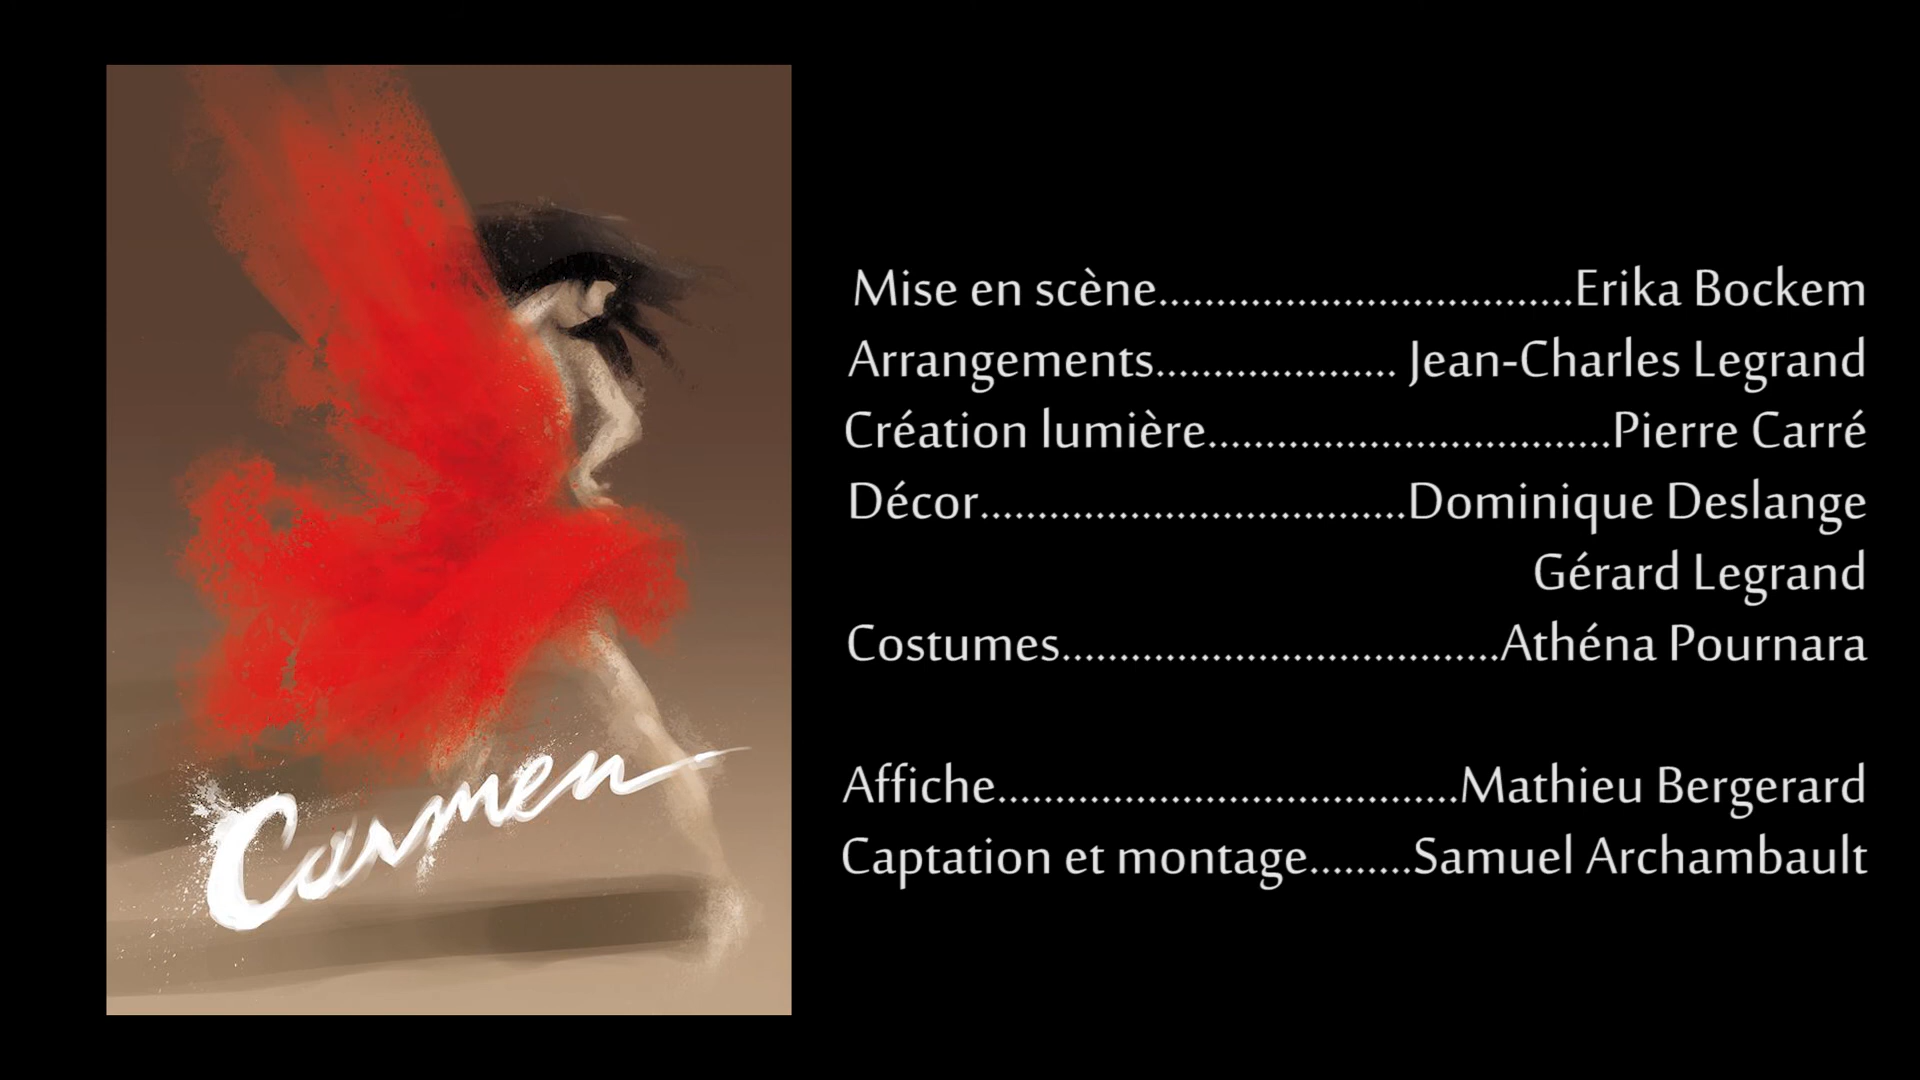 Carmen
Mise en scène....................................Erika Bockem
Arrangements..................... Jean-Charles Legrand
Création lumière...................................Pierre Carré
Décor.....................................Dominique Deslange
Gérard Legrand
Costumes......................................Athéna Pournara
Affiche........................................Mathieu Bergerard
Captation et montage.........Samuel Archambault